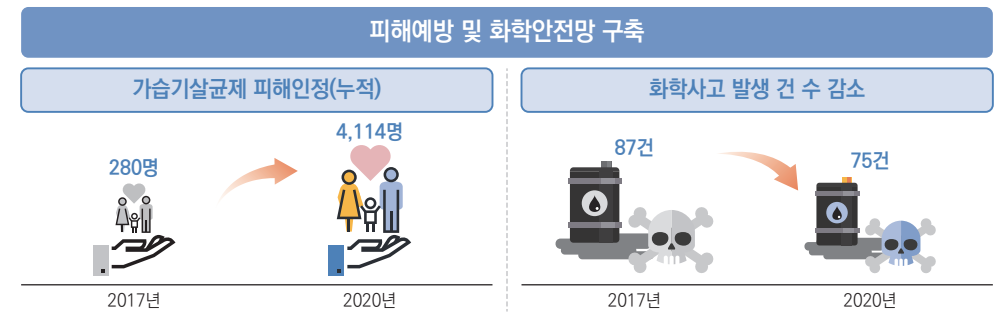 피해예방 및 화학안전망 구축
가습기살균제 피해인정(누적)
280명
4,114명
2017년
2020년
화학사고 발생 건 수 감소
87건
75건
2017년
2020년